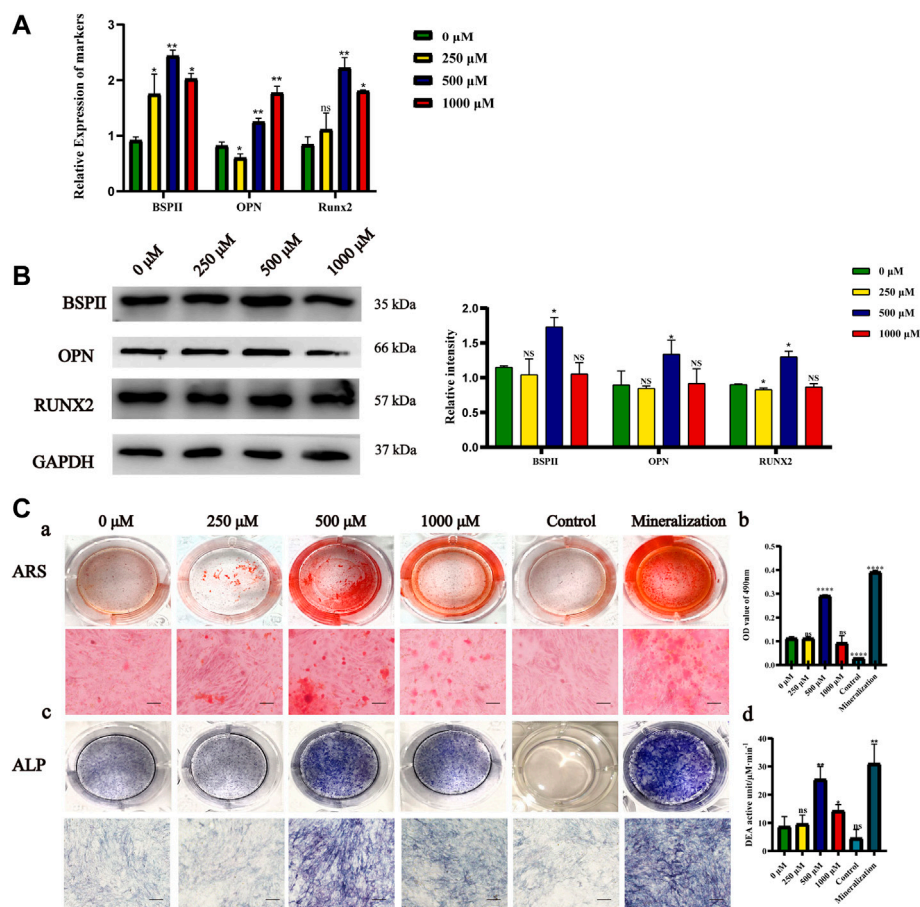 A
Relative Expression of markers
3
2
1
0
*
**
*
*
**
**
ns
**
*
BSPII
OPN
Runx2
0 μM
250 μM
500 μM
1000 μM
B
0 μM
250 μM
500 μM
1000 μM
BSPII
35 kDa
OPN
66 kDa
RUNX2
57 kDa
GAPDH
37 kDa
Relative intensity
2.0
1.5
1.0
0.5
0.0
NS
*
NS
NS
*
NS
*
*
NS
BSPII
OPN
RUNX2
0 μM
250 μM
500 μM
1000 μM
C
a
0 μM
250 μM
500 μM
1000 μM
Control
Mineralization
ARS
c
ALP
b
OD value of 490nm
0.5
0.4
0.3
0.2
0.1
0.0
ns
****
ns
****
****
0 μM
250 μM
500 μM
1000 μM
Control
Mineralization
d
DEA active unit/μM·min⁻¹
40
30
20
10
0
ns
**
*
ns
**
0 μM
250 μM
500 μM
1000 μM
Control
Mineralization